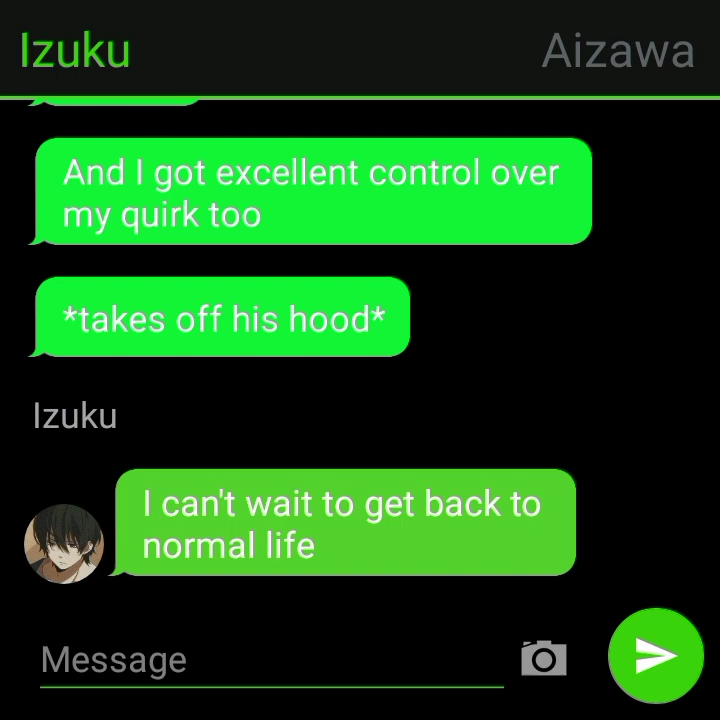 Izuku
Aizawa
And I got excellent control over
my quirk too
*takes off his hood*
Izuku
I can't wait to get back to
normal life
Message